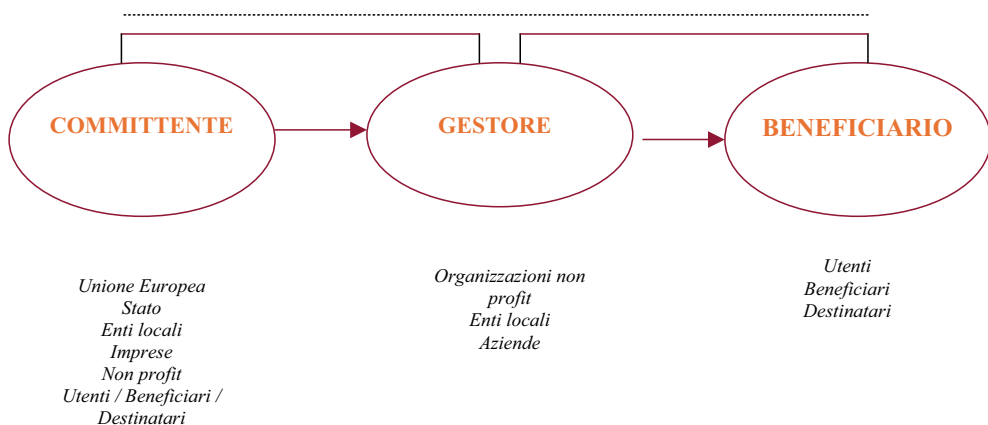 COMMITTENTE
GESTORE
BENEFICIARIO
Unione Europea
Stato
Enti locali
Imprese
Non profit
Utenti / Beneficiari /
Destinatari
Organizzazioni non
profit
Enti locali
Aziende
Utenti
Beneficiari
Destinatari